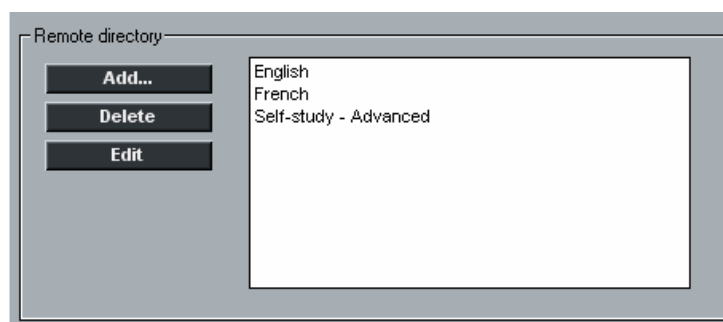 Remote directory
Add...
Delete
Edit
English
French
Self-study - Advanced